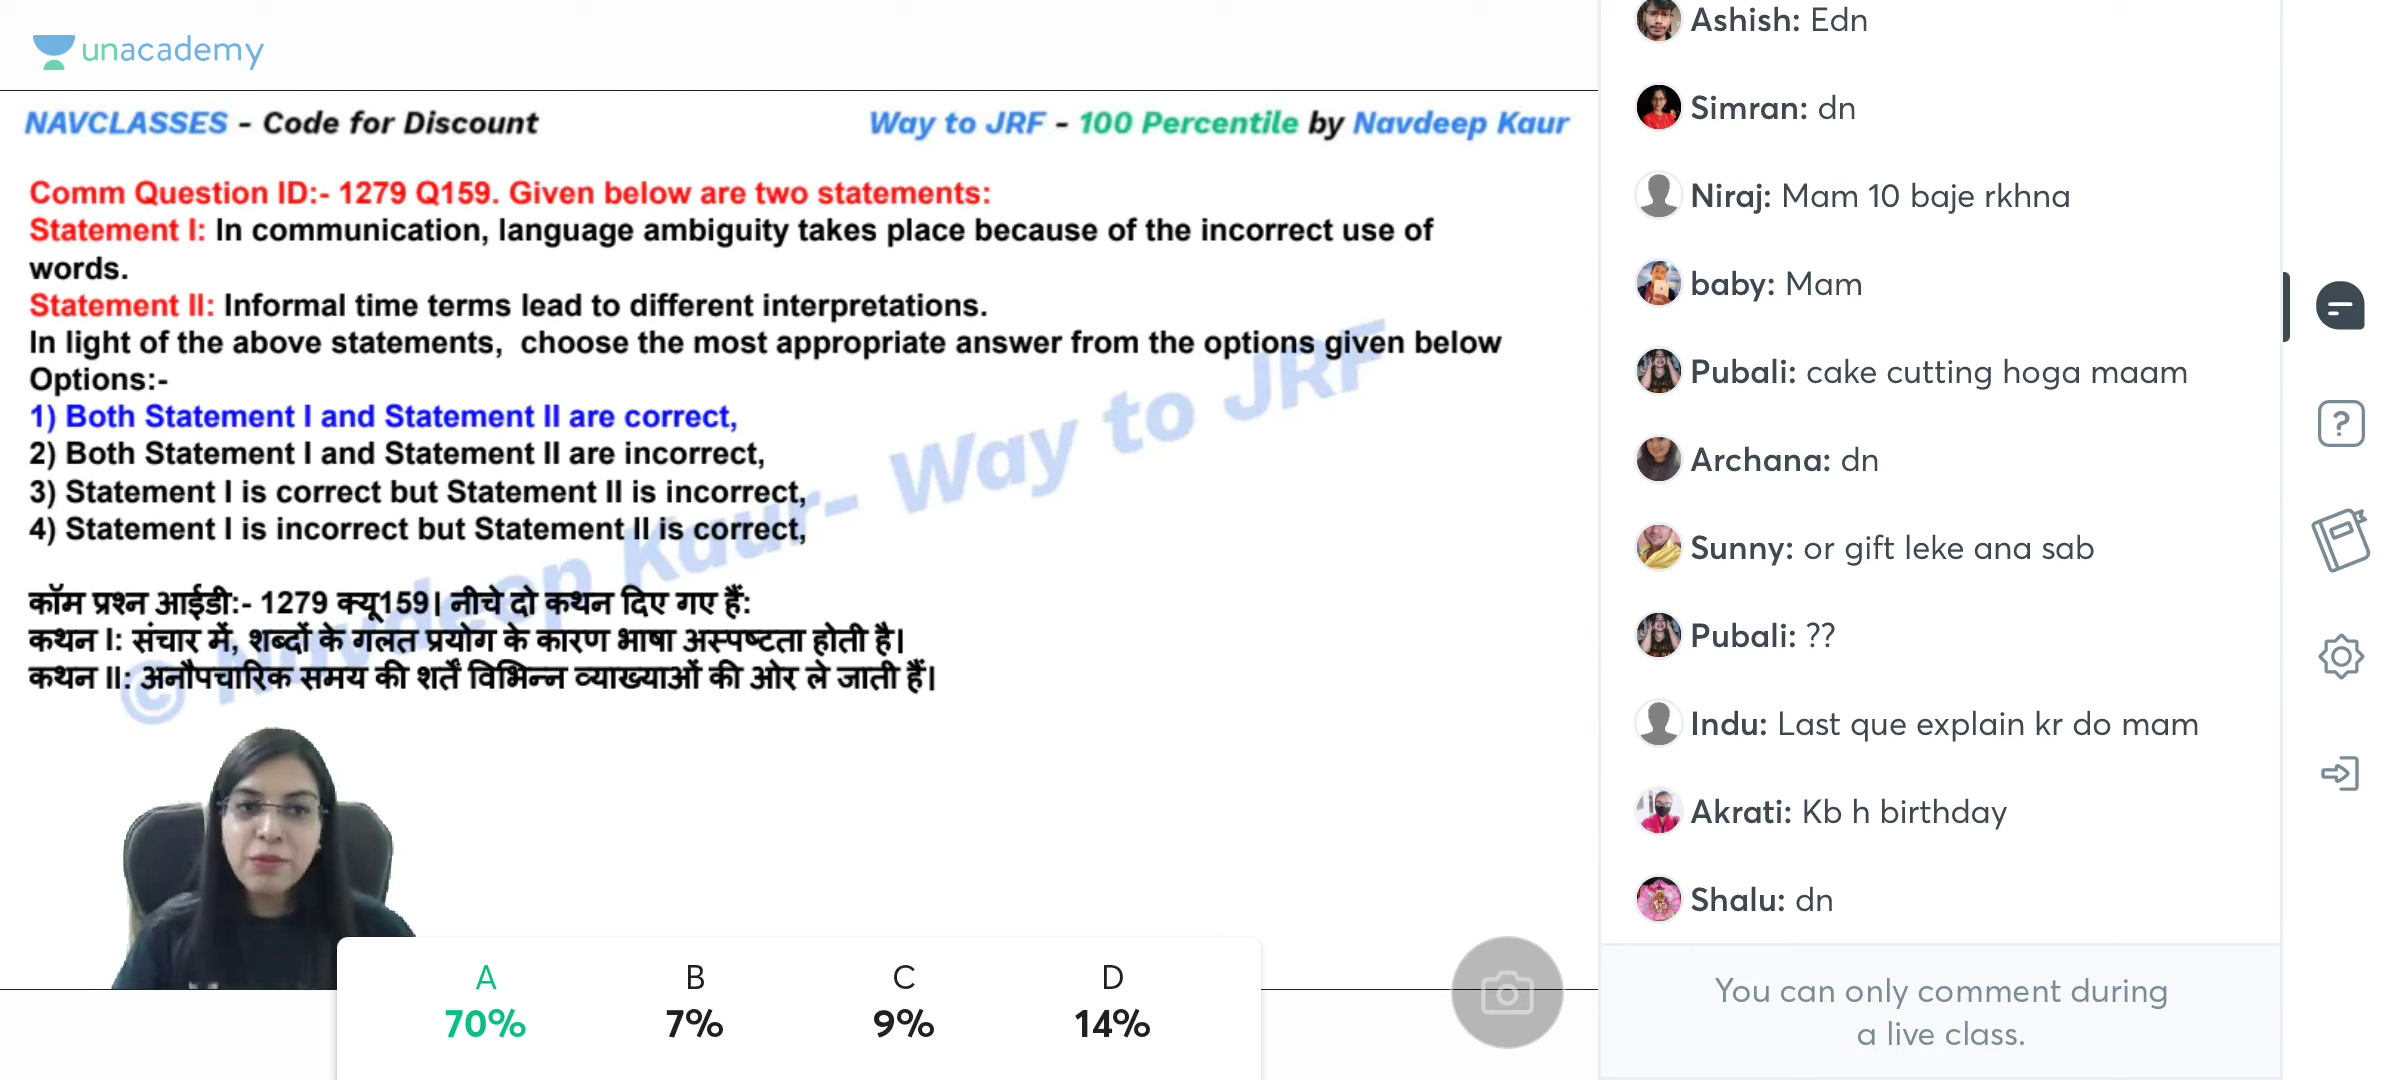 unacademy
NAVCLASSES - Code for Discount
Way to JRF - 100 Percentile by Navdeep Kaur
Comm Question ID:- 1279 Q159. Given below are two statements:
Statement I: In communication, language ambiguity takes place because of the incorrect use of
words.
Statement II: Informal time terms lead to different interpretations.
In light of the above statements,  choose the most appropriate answer from the options given below
Options:-
1) Both Statement I and Statement II are correct,
2) Both Statement I and Statement II are incorrect,
3) Statement I is correct but Statement II is incorrect,
4) Statement I is incorrect but Statement II is correct,
कॉम प्रश्न आईडी:- 1279 क्यू159। नीचे दो कथन दिए गए हैं:
कथन I: संचार में, शब्दों के गलत प्रयोग के कारण भाषा अस्पष्टता होती है।
कथन II: अनौपचारिक समय की शर्तें विभिन्न व्याख्याओं की ओर ले जाती हैं।
© Navdeep Kaur- Way to JRF
A B C D
70% 7% 9% 14%
Ashish: Edn
Simran: dn
Niraj: Mam 10 baje rkhna
baby: Mam
Pubali: cake cutting hoga maam
Archana: dn
Sunny: or gift leke ana sab
Pubali: ??
Indu: Last que explain kr do mam
Akrati: Kb h birthday
Shalu: dn
You can only comment during
a live class.
?